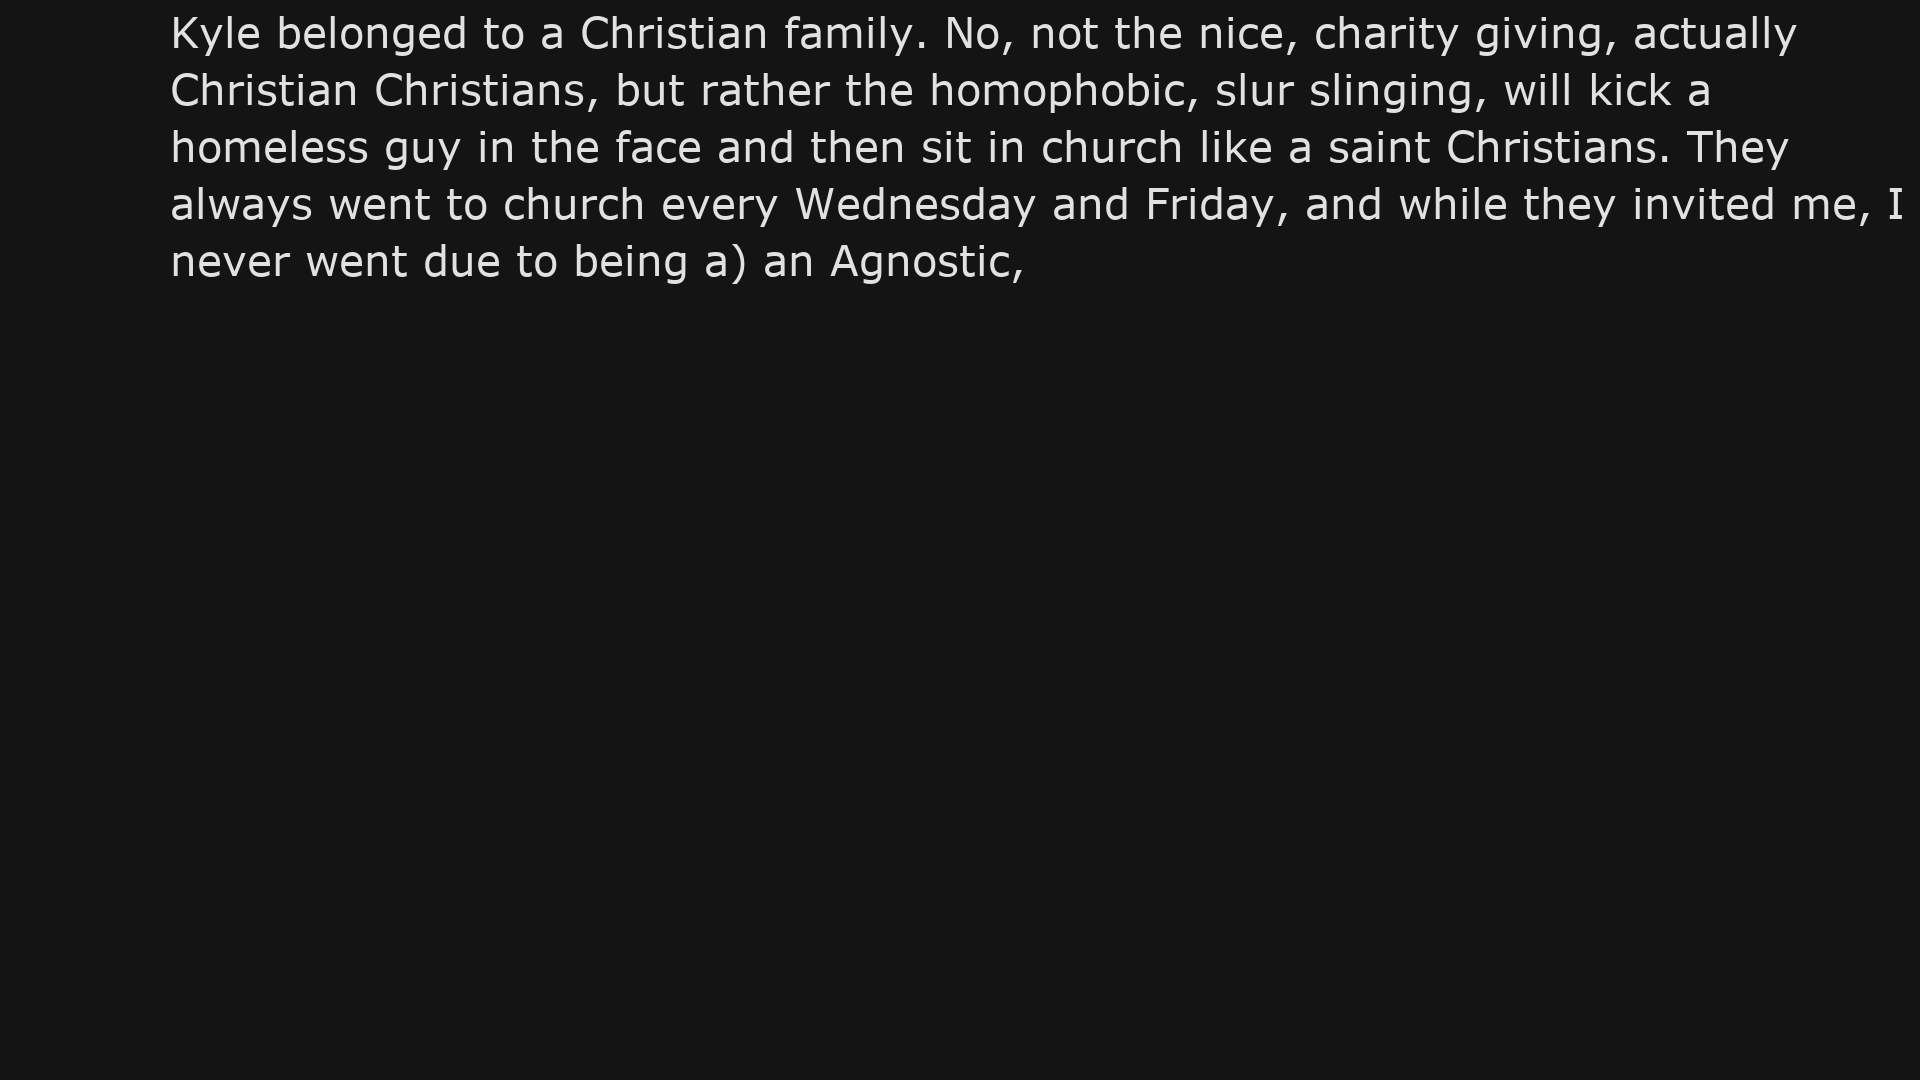 Kyle belonged to a Christian family. No, not the nice, charity giving, actually
Christian Christians, but rather the homophobic, slur slinging, will kick a
homeless guy in the face and then sit in church like a saint Christians. They
always went to church every Wednesday and Friday, and while they invited me, I
never went due to being a) an Agnostic,